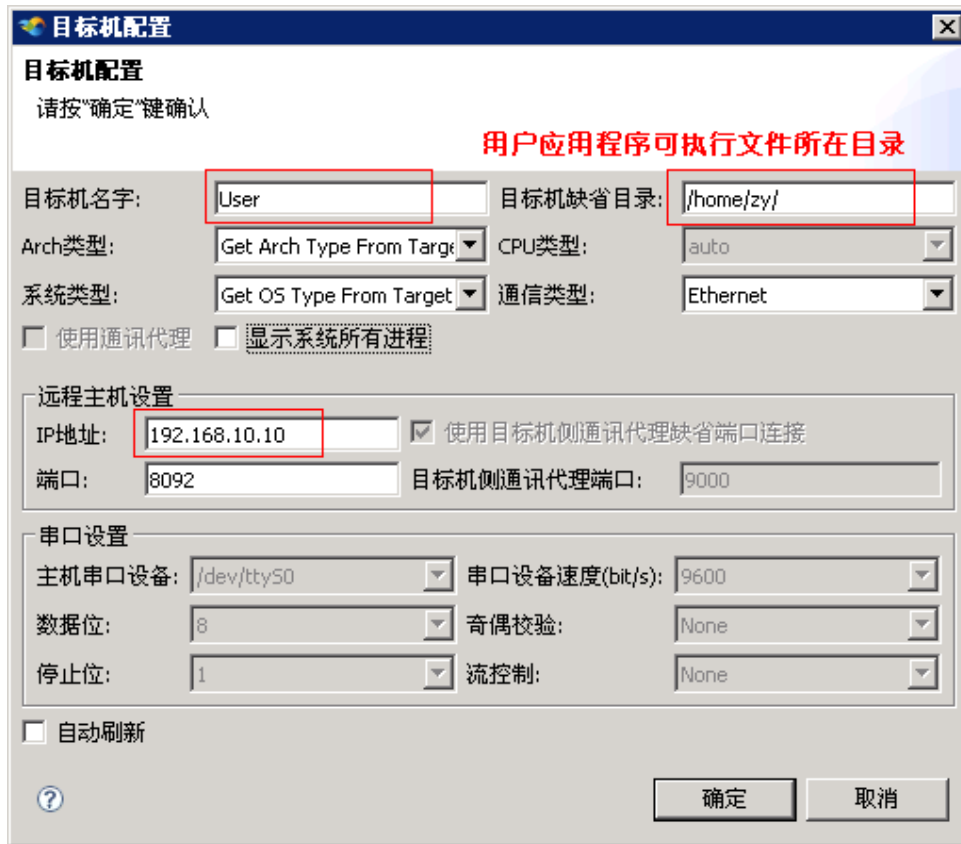 目标机配置
目标机配置
请按"确定"键确认
用户应用程序可执行文件所在目录
目标机名字: User 目标机缺省目录: /home/zy/
Arch类型: Get Arch Type From Targe CPU类型: auto
系统类型: Get OS Type From Target 通信类型: Ethernet
使用通讯代理 显示系统所有进程
远程主机设置
IP地址: 192.168.10.10 使用目标机侧通讯代理缺省端口连接
端口: 8092 目标机侧通讯代理端口: 9000
串口设置
主机串口设备: /dev/ttyS0 串口设备速度(bit/s): 9600
数据位: 8 奇偶校验: None
停止位: 1 流控制: None
自动刷新
? 确定 取消